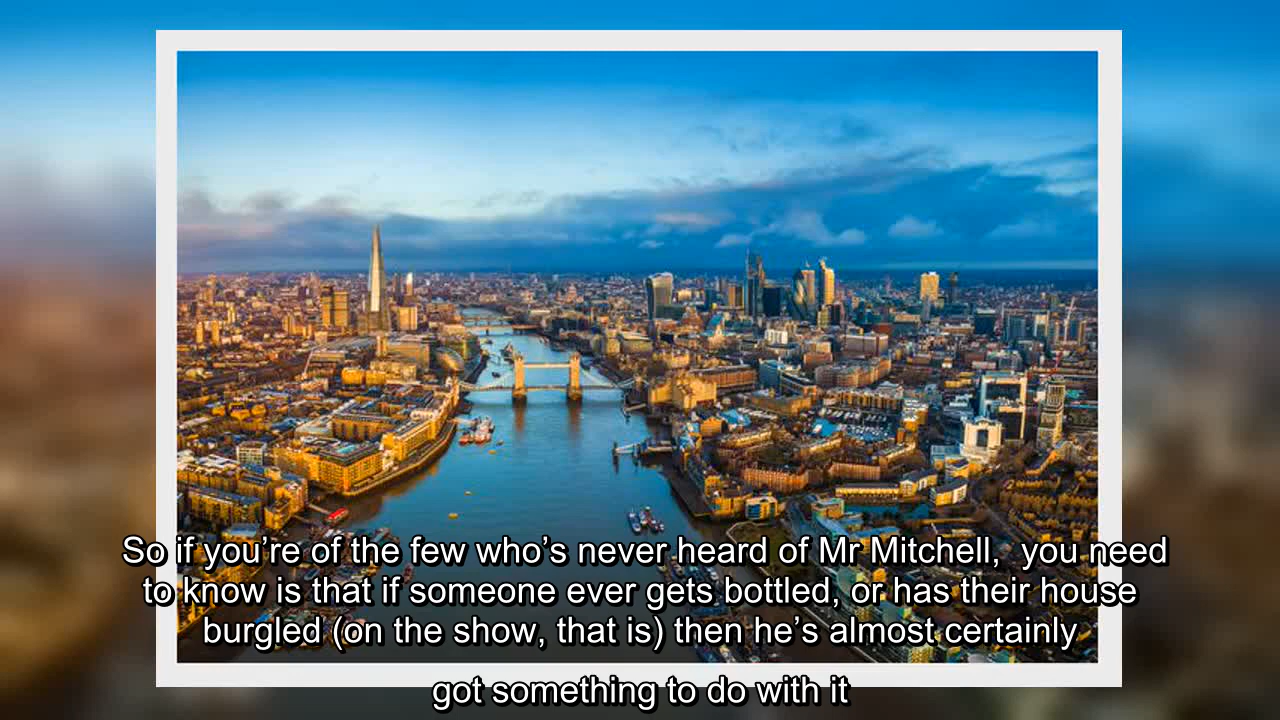 So if you’re of the few who’s never heard of Mr Mitchell,  you need
to know is that if someone ever gets bottled, or has their house
burgled (on the show, that is) then he’s almost certainly
got something to do with it